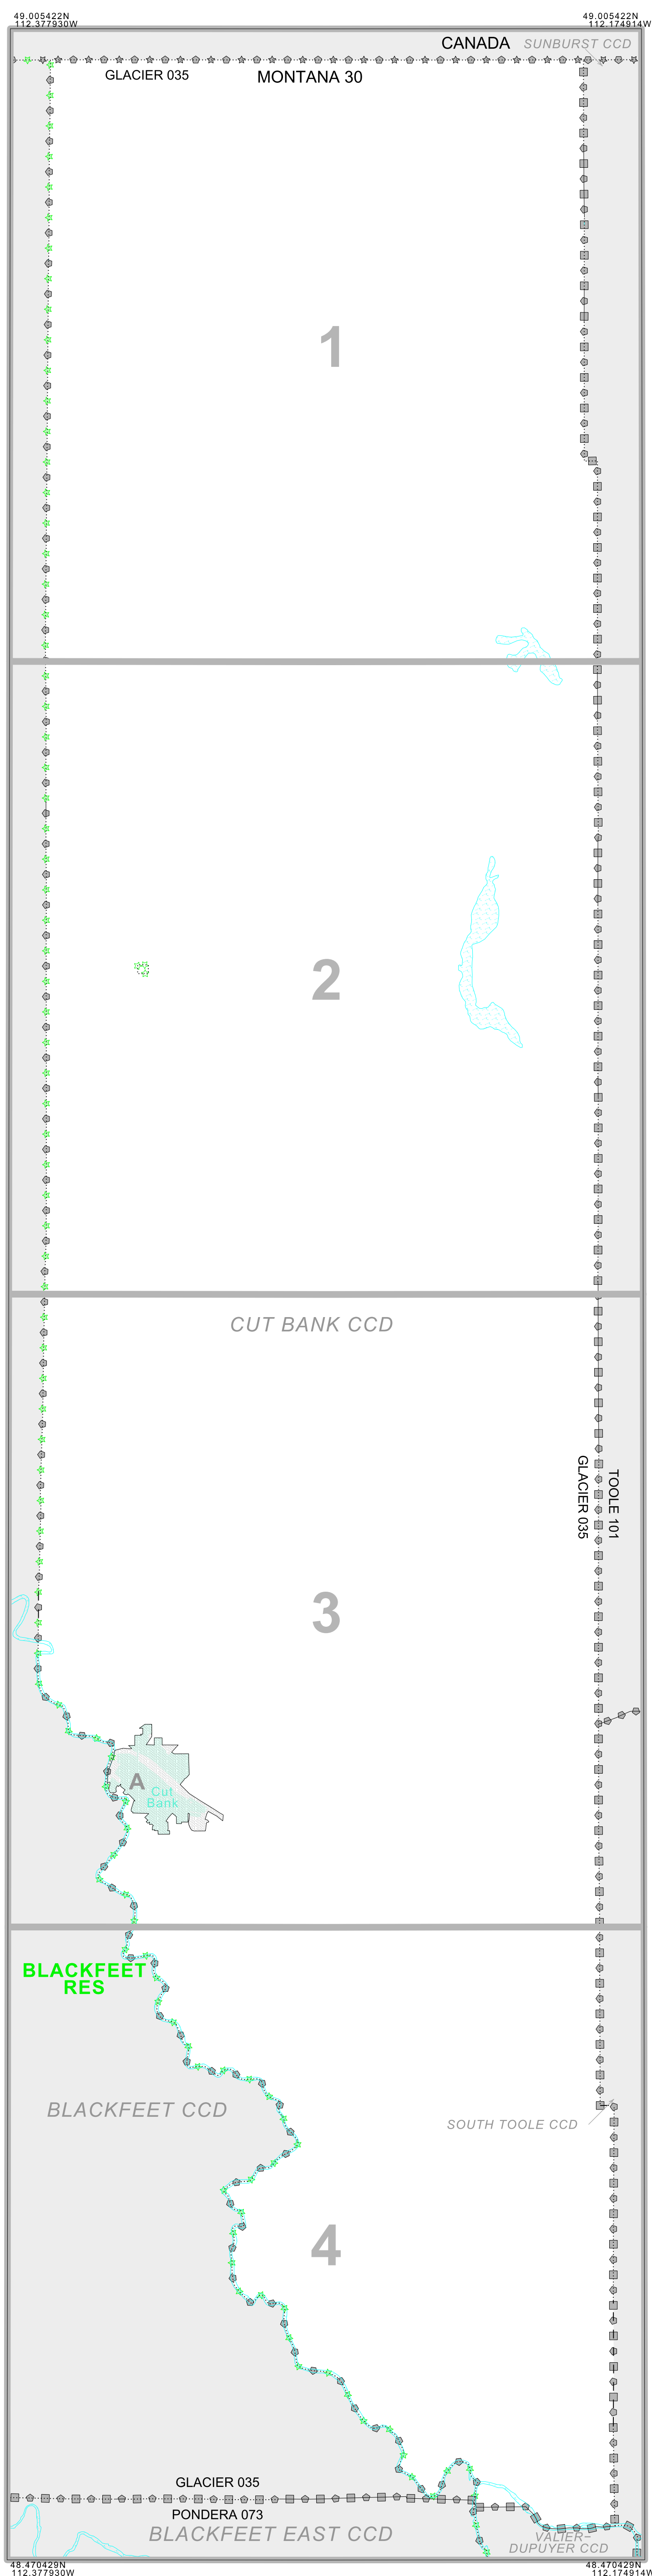 49.005422N
112.377930W
49.005422N
112.174914W
CANADA
SUNBURST CCD
GLACIER 035
MONTANA 30
1
2
CUT BANK CCD
GLACIER 035
TOOLE 101
3
A
Cut
Bank
BLACKFEET
RES
BLACKFEET CCD
SOUTH TOOLE CCD
4
GLACIER 035
PONDERA 073
BLACKFEET EAST CCD
VALIER-
DUPUYER CCD
48.470429N
112.377930W
48.470429N
112.174914W